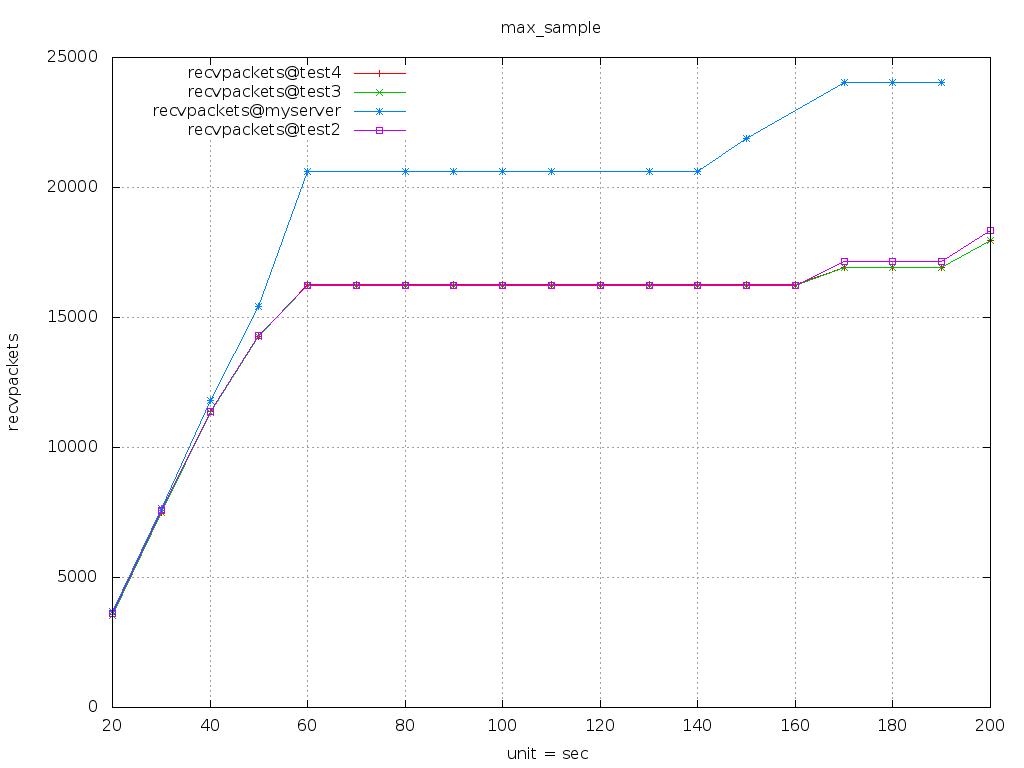 max_sample
25000
20000
15000
10000
5000
0
recvpackets
recvpackets@test4
recvpackets@test3
recvpackets@myserver
recvpackets@test2
20 40 60 80 100 120 140 160 180 200
unit = sec